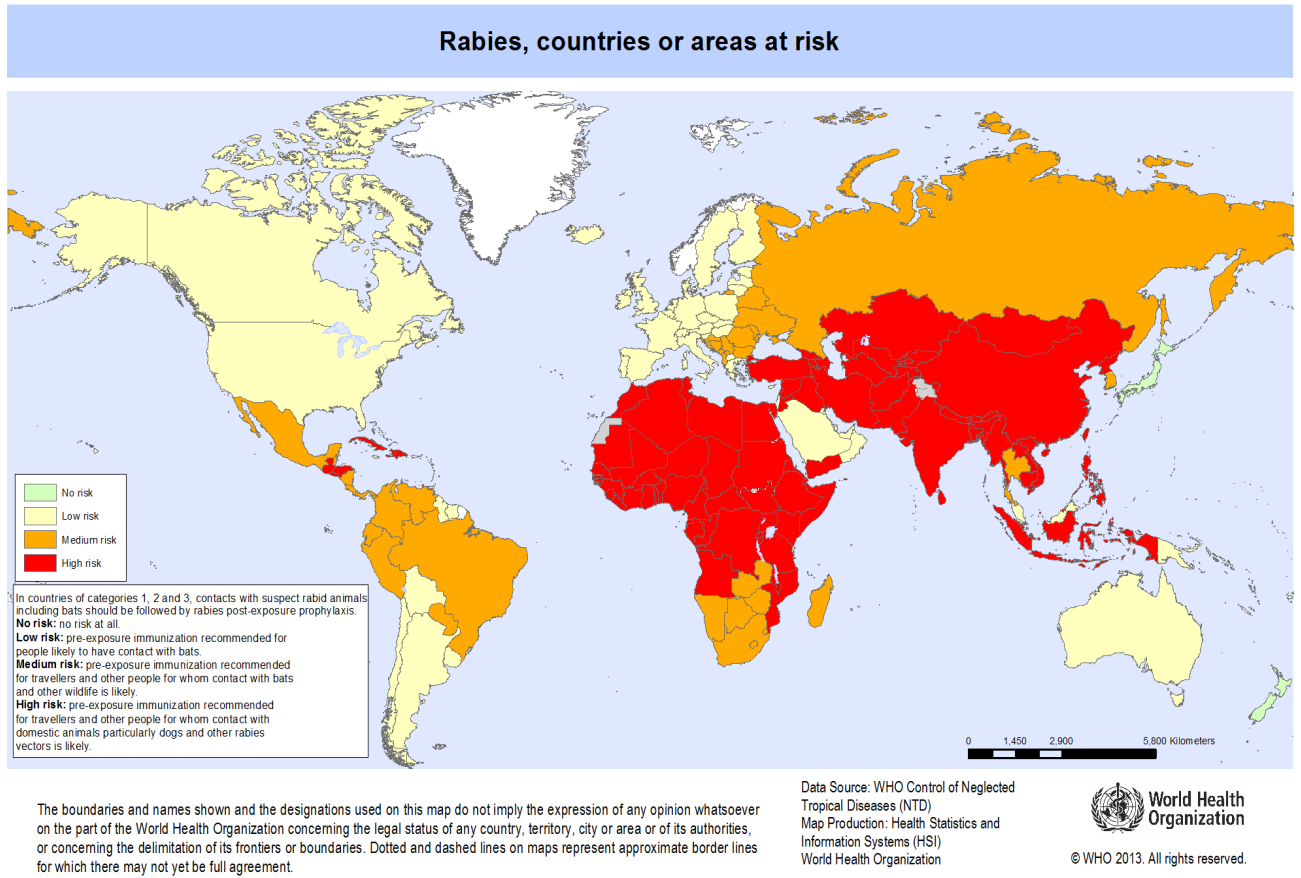 Rabies, countries or areas at risk
No risk
Low risk
Medium risk
High risk
In countries of categories 1, 2 and 3, contacts with suspect rabid animals
including bats should be followed by rabies post-exposure prophylaxis.
No risk: no risk at all.
Low risk: pre-exposure immunization recommended for
people likely to have contact with bats.
Medium risk: pre-exposure immunization recommended
for travellers and other people for whom contact with bats
and other wildlife is likely.
High risk: pre-exposure immunization recommended
for travellers and other people for whom contact with
domestic animals particularly dogs and other rabies
vectors is likely.
0 1,450 2,900 5,800 Kilometers
The boundaries and names shown and the designations used on this map do not imply the expression of any opinion whatsoever
on the part of the World Health Organization concerning the legal status of any country, territory, city or area or of its authorities,
or concerning the delimitation of its frontiers or boundaries. Dotted and dashed lines on maps represent approximate border lines
for which there may not yet be full agreement.
Data Source: WHO Control of Neglected
Tropical Diseases (NTD)
Map Production: Health Statistics and
Information Systems (HSI)
World Health Organization
World Health
Organization
© WHO 2013. All rights reserved.